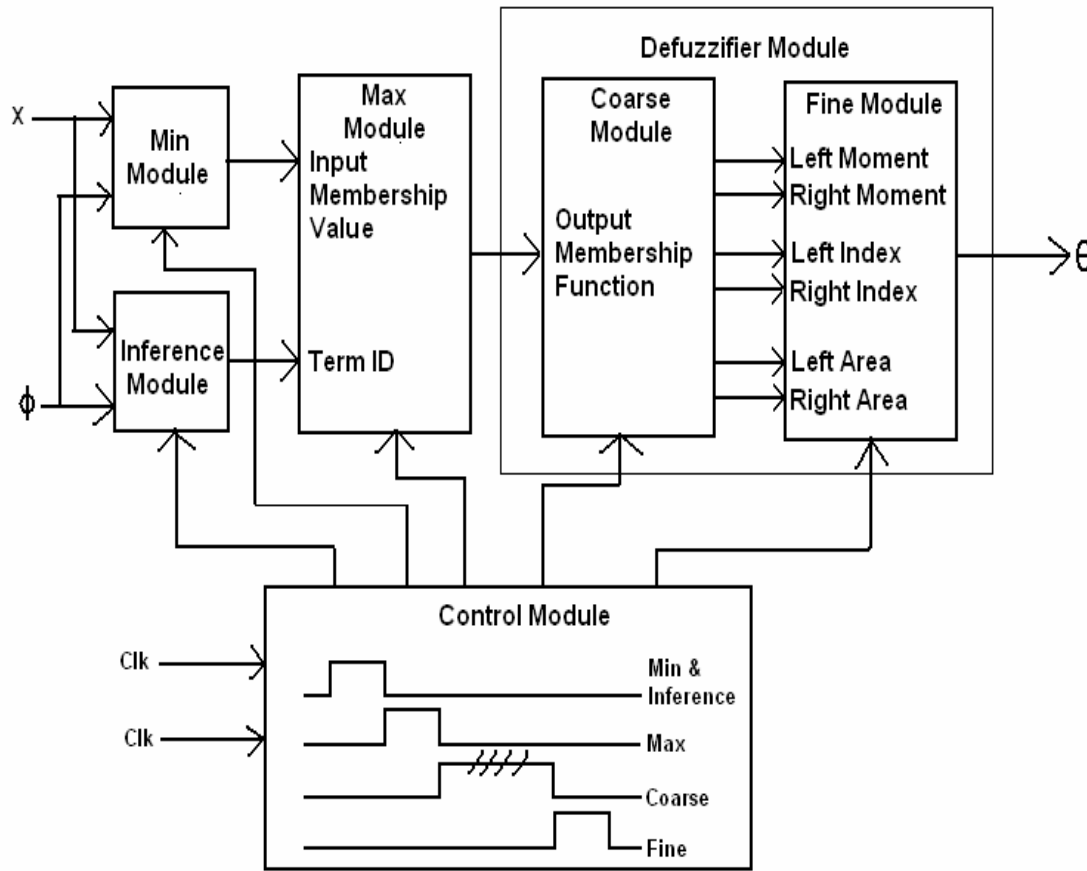 Defuzzifier Module
X
Min
Module
Max
Module
Input
Membership
Value
Term ID
Coarse
Module
Output
Membership
Function
Fine Module
Left Moment
Right Moment
Left Index
Right Index
Left Area
Right Area
θ
Inference
Module
ϕ
Control Module
Clk
Clk
Min &
Inference
Max
Coarse
Fine